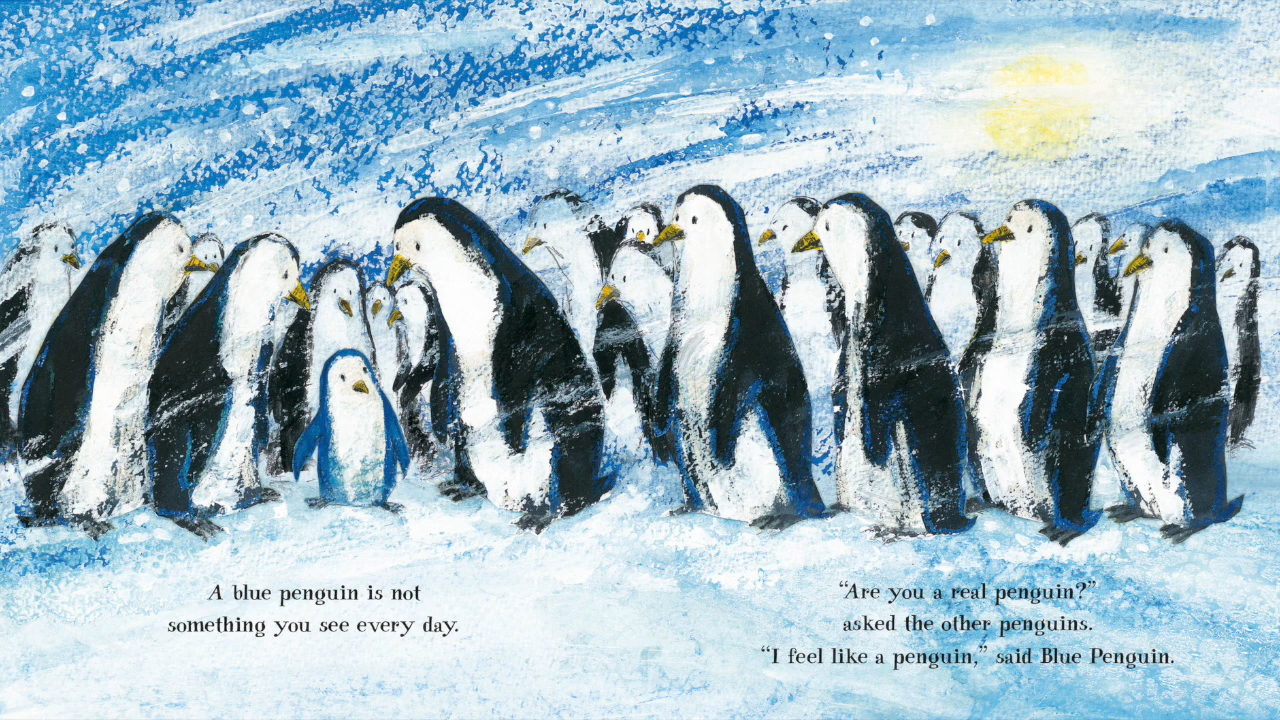 A blue penguin is not
something you see every day.
“Are you a real penguin?”
asked the other penguins.
“I feel like a penguin,” said Blue Penguin.